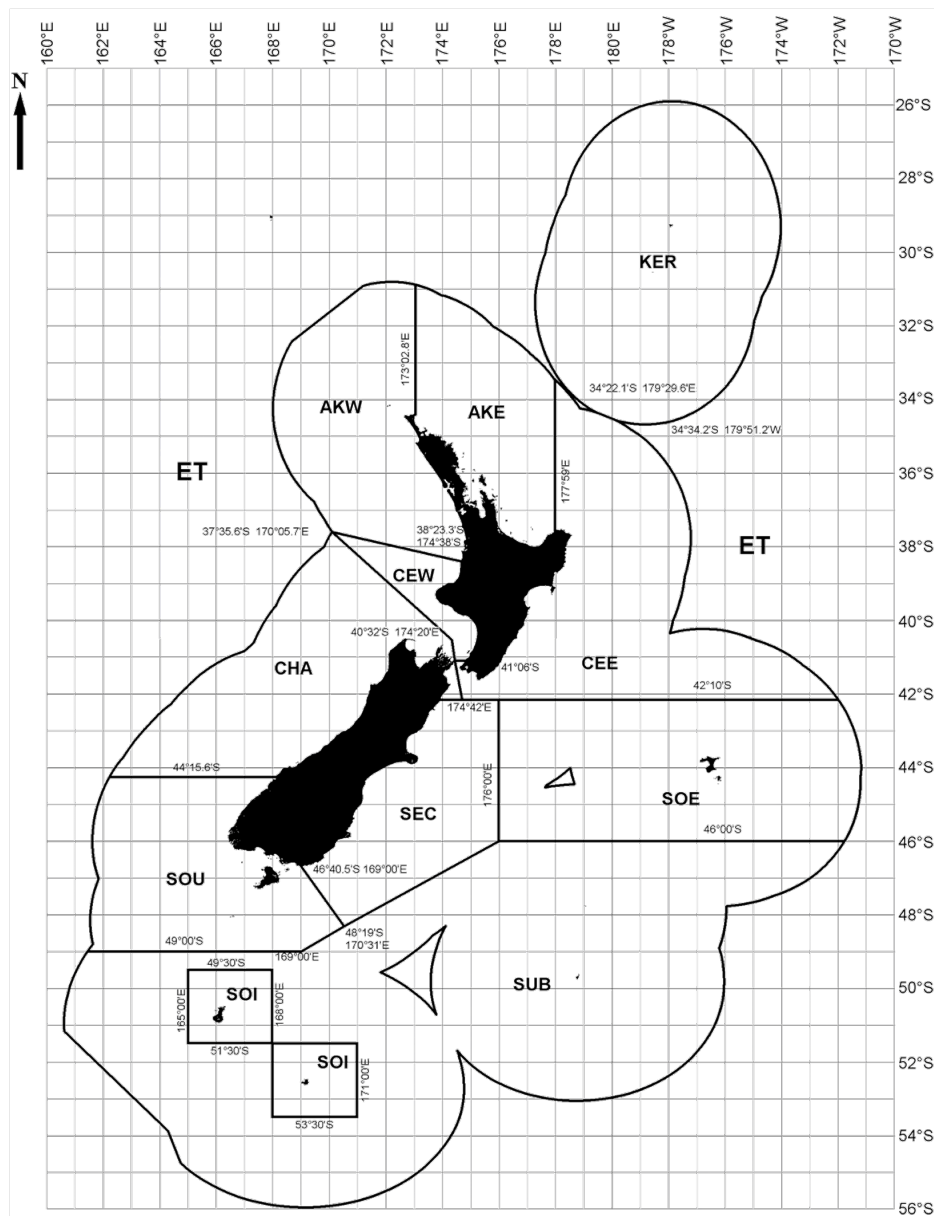 160°E
162°E
164°E
166°E
168°E
170°E
172°E
174°E
176°E
178°E
180°E
178°W
176°W
174°W
172°W
170°W
N
26°S
28°S
30°S
KER
32°S
173°02.8'E
34°22.1'S 179°29.6'E
34°S
AKW
AKE
34°34.2'S 179°51.2'W
36°S
ET
177°59'E
37°35.6'S 170°05.7'E
38°23.3'S
174°38'S
38°S
ET
CEW
40°S
40°32'S 174°20'E
CHA
41°06'S
CEE
42°10'S
42°S
174°42'E
44°15.6'S
44°S
176°00'E
SEC
SOE
46°00'S
46°S
46°40.5'S 169°00'E
SOU
48°S
48°19'S
170°31'E
49°00'S
169°00'E
49°30'S
165°00'E
SOI
168°00'E
SUB
50°S
51°30'S
SOI
171°00'E
52°S
53°30'S
54°S
56°S